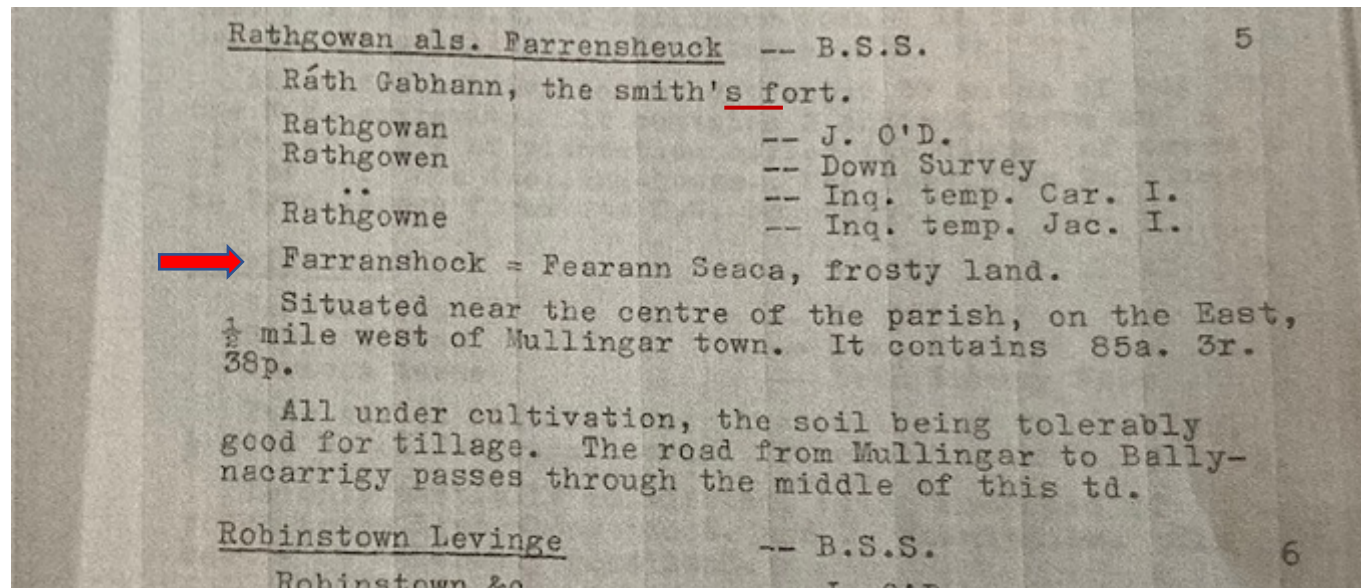 Rathgowan als. Farrensheuck -- B.S.S. 5
Ráth Gabhann, the smith's fort.
Rathgowan -- J. O'D.
Rathgowen -- Down Survey
.. -- Inq. temp. Car. I.
Rathgowne -- Inq. temp. Jac. I.
Farranshock = Fearann Seaca, frosty land.
Situated near the centre of the parish, on the East,
½ mile west of Mullingar town. It contains 85a. 3r.
38p.
All under cultivation, the soil being tolerably
good for tillage. The road from Mullingar to Bally-
nacarrigy passes through the middle of this td.
Robinstown Levinge -- B.S.S. 6
Robinstown &c